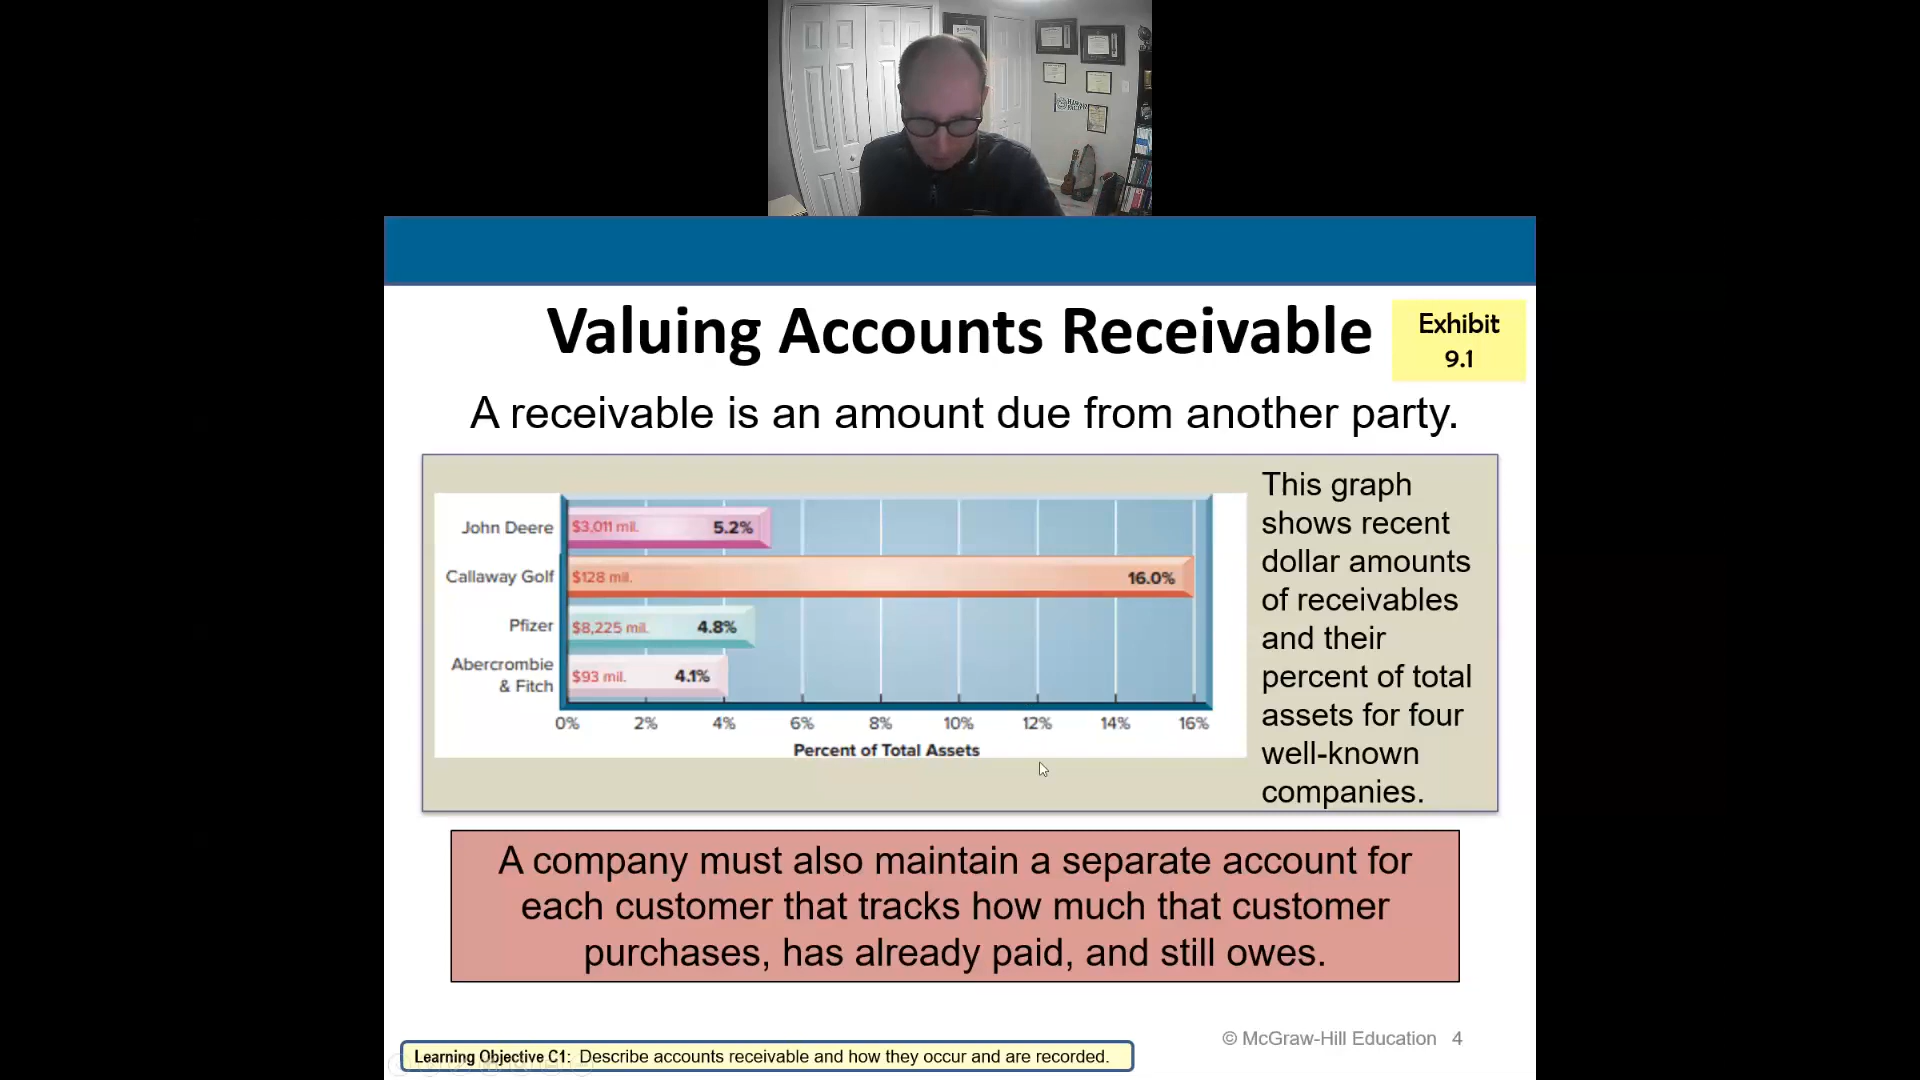 Valuing Accounts Receivable
Exhibit
9.1
A receivable is an amount due from another party.
John Deere $3,011 mil. 5.2%
Callaway Golf $128 mil. 16.0%
Pfizer $8,225 mil. 4.8%
Abercrombie
& Fitch $93 mil. 4.1%
0% 2% 4% 6% 8% 10% 12% 14% 16%
Percent of Total Assets
This graph
shows recent
dollar amounts
of receivables
and their
percent of total
assets for four
well-known
companies.
A company must also maintain a separate account for
each customer that tracks how much that customer
purchases, has already paid, and still owes.
© McGraw-Hill Education 4
Learning Objective C1: Describe accounts receivable and how they occur and are recorded.